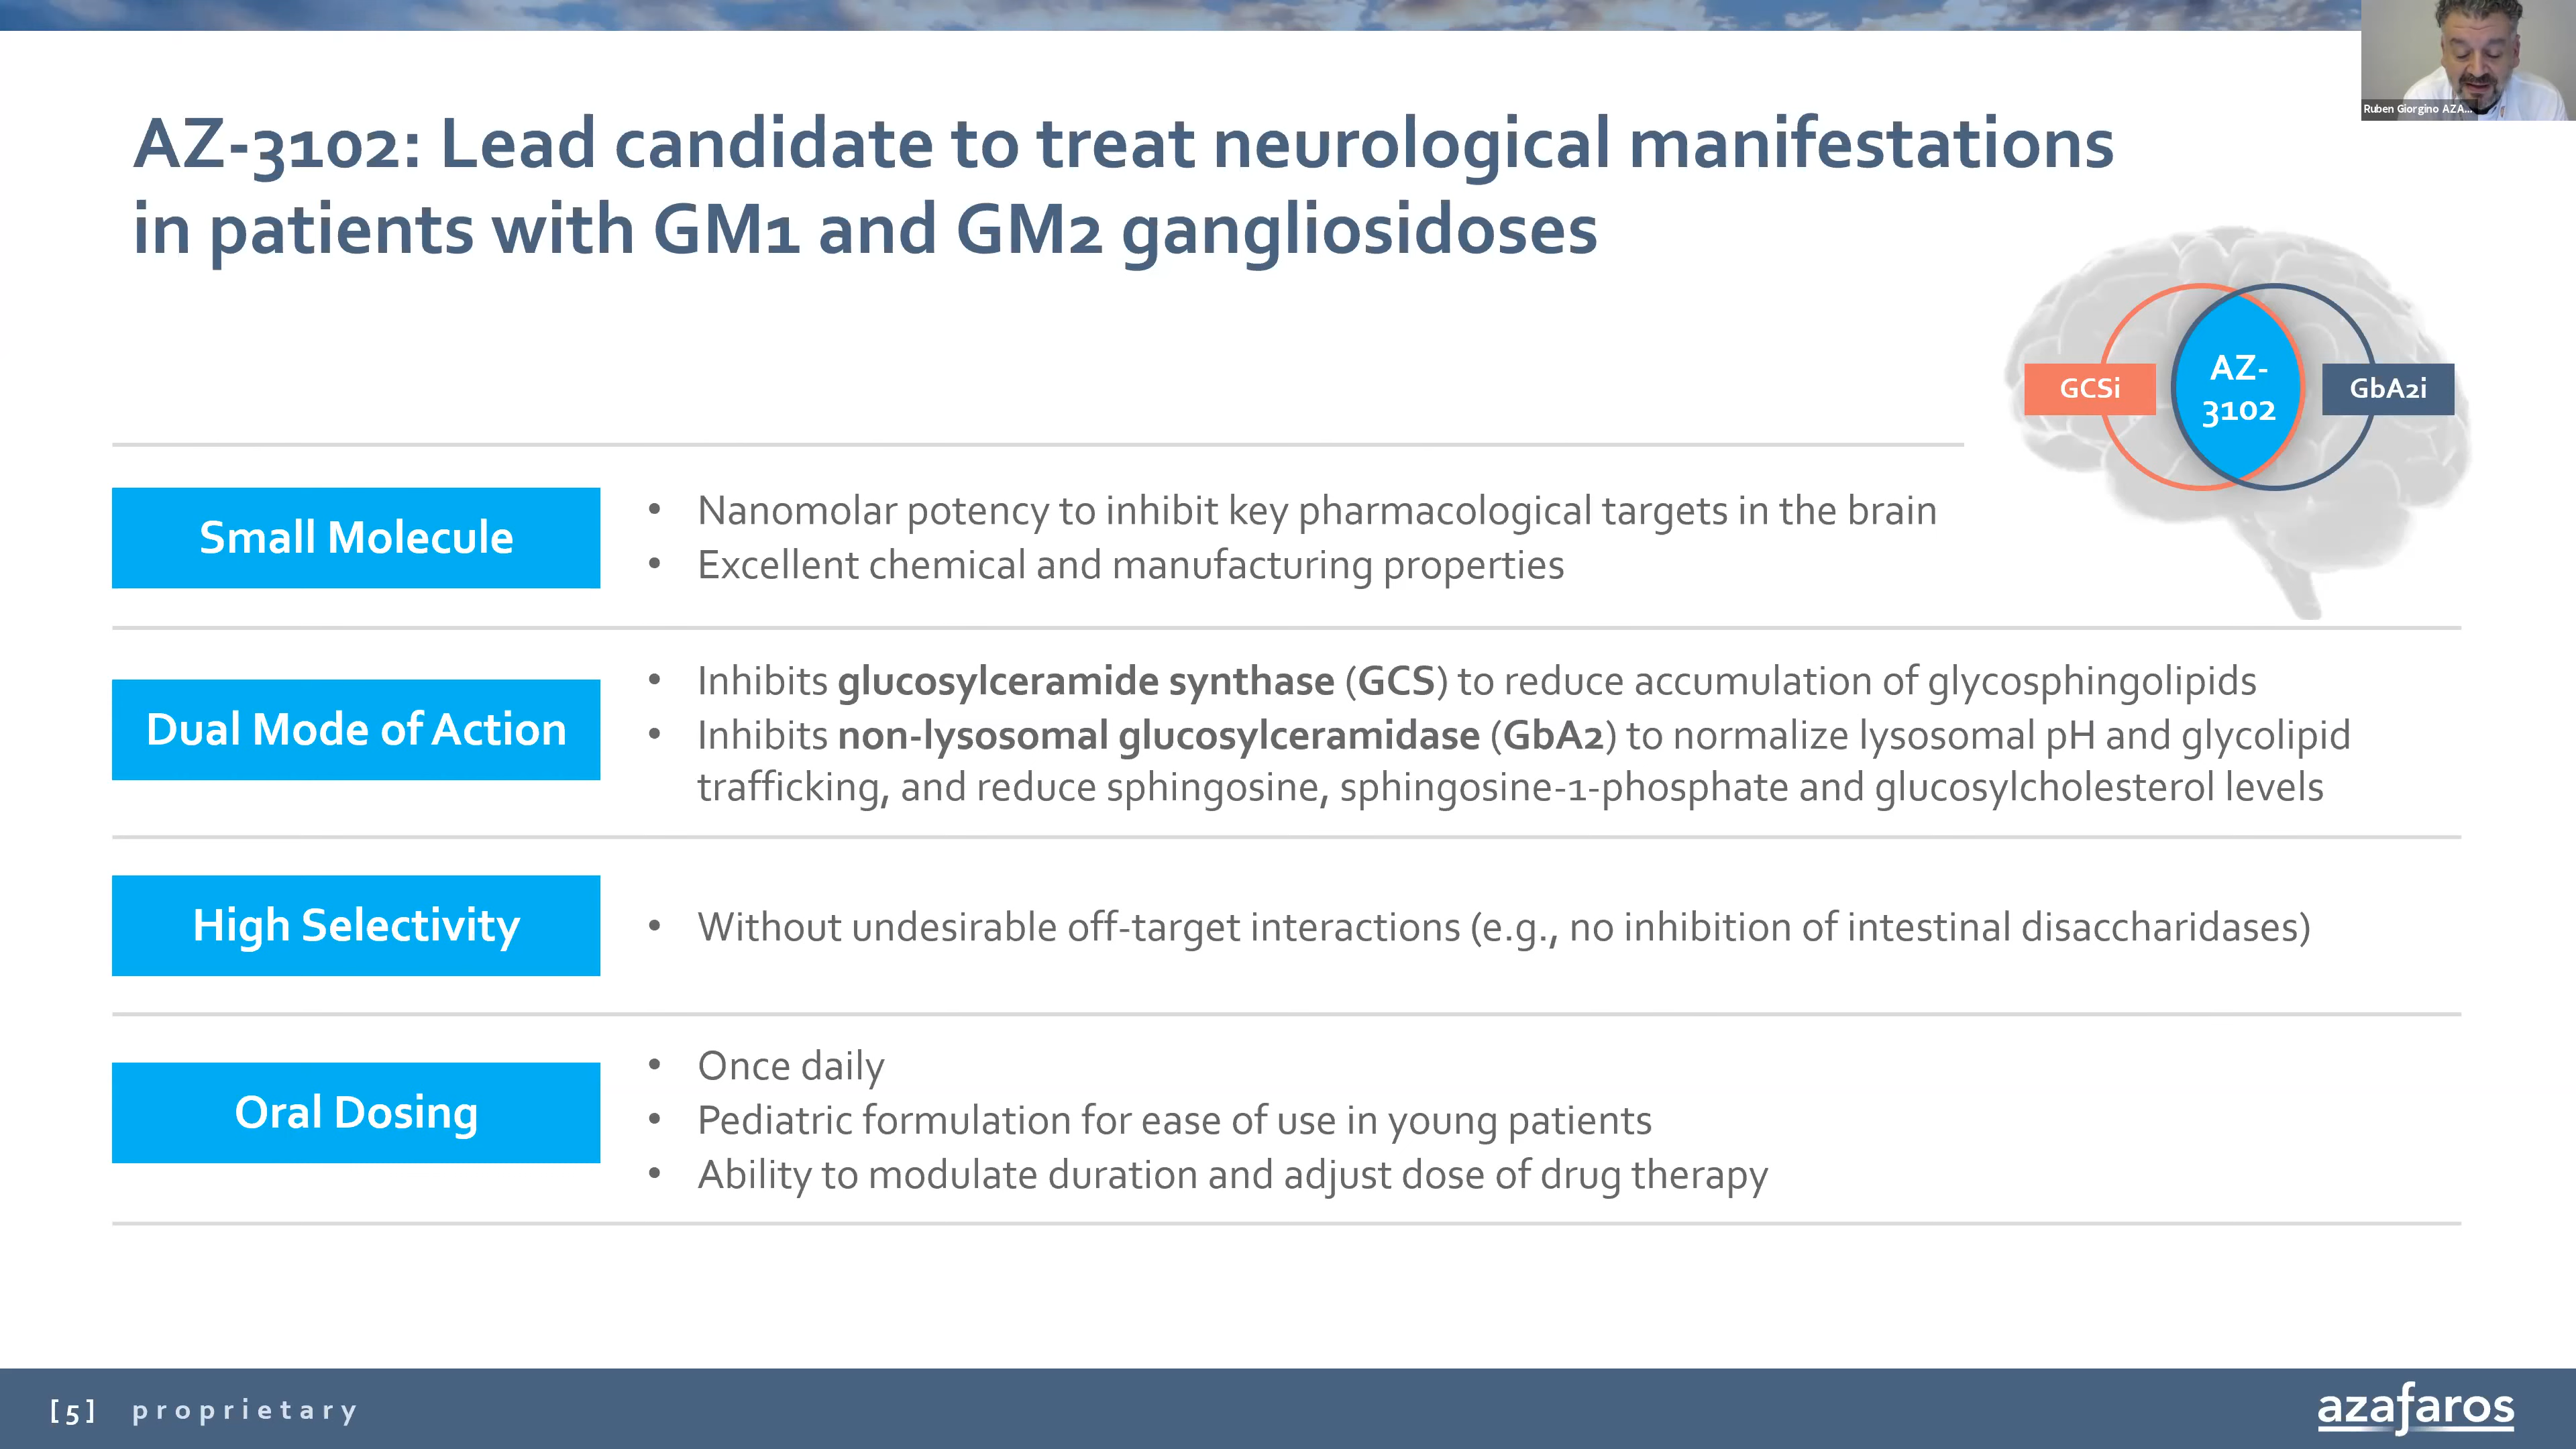 Ruben Giorgino AZA...
AZ-3102: Lead candidate to treat neurological manifestations
in patients with GM1 and GM2 gangliosidoses
GCSi
AZ-
3102
GbA2i
Small Molecule
• Nanomolar potency to inhibit key pharmacological targets in the brain
• Excellent chemical and manufacturing properties
Dual Mode of Action
• Inhibits glucosylceramide synthase (GCS) to reduce accumulation of glycosphingolipids
• Inhibits non-lysosomal glucosylceramidase (GbA2) to normalize lysosomal pH and glycolipid
trafficking, and reduce sphingosine, sphingosine-1-phosphate and glucosylcholesterol levels
High Selectivity
• Without undesirable off-target interactions (e.g., no inhibition of intestinal disaccharidases)
Oral Dosing
• Once daily
• Pediatric formulation for ease of use in young patients
• Ability to modulate duration and adjust dose of drug therapy
[5] proprietary
azafaros